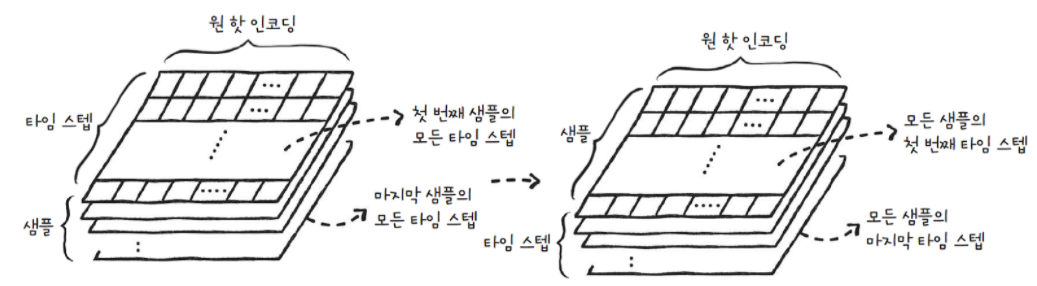 원 핫 인코딩
타임 스텝
첫 번째 샘플의
모든 타임 스텝
샘플
마지막 샘플의
모든 타임 스텝
원 핫 인코딩
샘플
모든 샘플의
첫 번째 타임 스텝
타임 스텝
모든 샘플의
마지막 타임 스텝